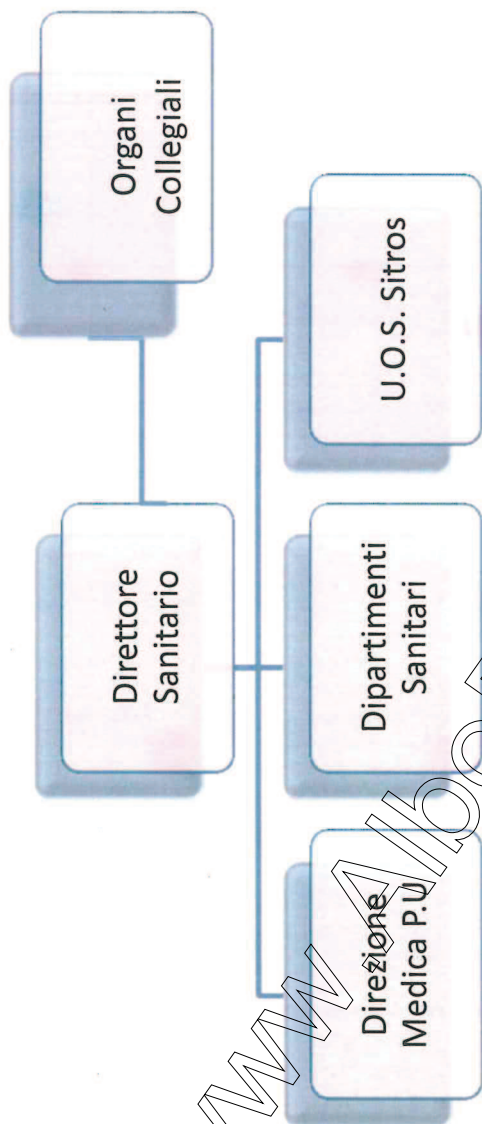 Organi
Collegiali
Direttore
Sanitario
Direzione
Medica P.U
Dipartimenti
Sanitari
U.O.S. Sitros